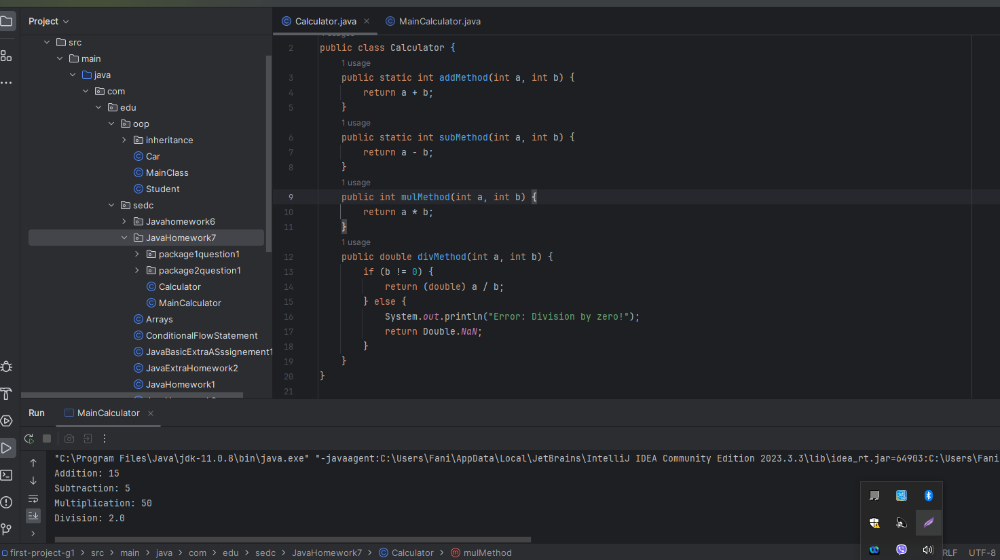 Project
Calculator.java
MainCalculator.java
src
main
java
com
edu
oop
inheritance
Car
MainClass
Student
sedc
Javahomework6
JavaHomework7
package1question1
package2question1
Calculator
MainCalculator
Arrays
ConditionalFlowStatement
JavaBasicExtraASssignement1
JavaExtraHomework2
JavaHomework1
2 public class Calculator {
1 usage
3 public static int addMethod(int a, int b) {
4 return a + b;
5 }
1 usage
6 public static int subMethod(int a, int b) {
7 return a - b;
8 }
1 usage
9 public int mulMethod(int a, int b) {
10 return a * b;
11 }
1 usage
12 public double divMethod(int a, int b) {
13 if (b != 0) {
14 return (double) a / b;
15 } else {
16 System.out.println("Error: Division by zero!");
17 return Double.NaN;
18 }
19 }
20 }
21
Run MainCalculator
"C:\Program Files\Java\jdk-11.0.8\bin\java.exe" "-javaagent:C:\Users\Fani\AppData\Local\JetBrains\IntelliJ IDEA Community Edition 2023.3.3\lib\idea_rt.jar=64903:C:\Users\Fani
Addition: 15
Subtraction: 5
Multiplication: 50
Division: 2.0
first-project-g1 > src > main > java > com > edu > sedc > JavaHomework7 > Calculator > mulMethod RLF UTF-8